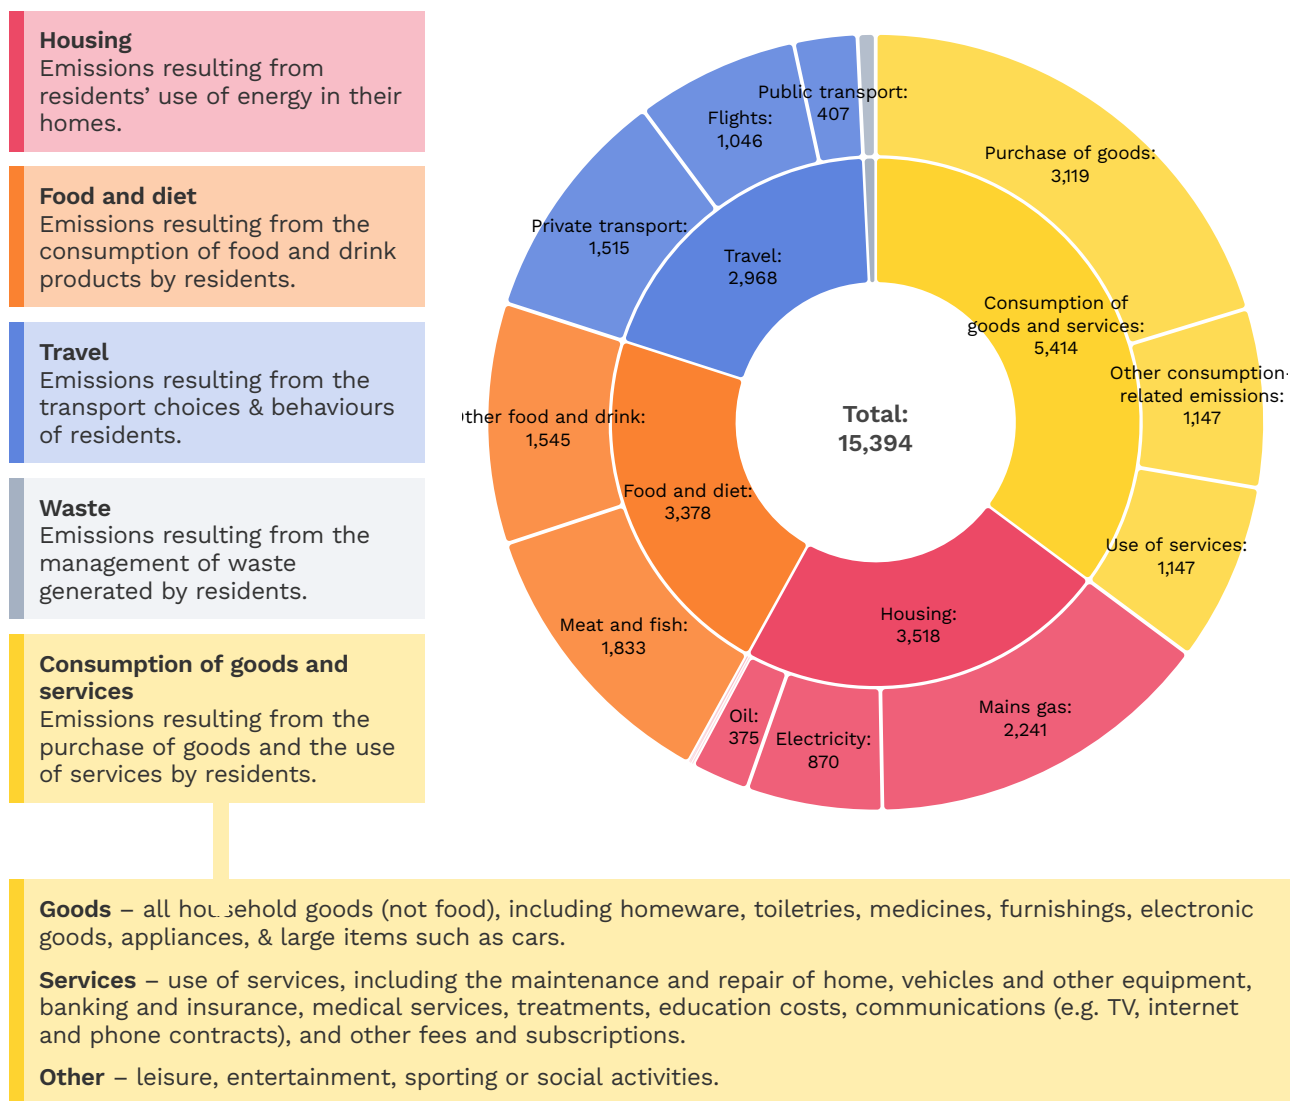 Housing
Emissions resulting from
residents’ use of energy in their
homes.
Food and diet
Emissions resulting from the
consumption of food and drink
products by residents.
Travel
Emissions resulting from the
transport choices & behaviours
of residents.
Waste
Emissions resulting from the
management of waste
generated by residents.
Consumption of goods and
services
Emissions resulting from the
purchase of goods and the use
of services by residents.
Public transport:
407
Flights:
1,046
Purchase of goods:
3,119
Private transport:
1,515
Travel:
2,968
Consumption of
goods and services:
5,414
Other consumption-
related emissions:
1,147
Total:
15,394
ther food and drink:
1,545
Food and diet:
3,378
Use of services:
1,147
Meat and fish:
1,833
Housing:
3,518
Oil:
375
Electricity:
870
Mains gas:
2,241
Goods – all household goods (not food), including homeware, toiletries, medicines, furnishings, electronic
goods, appliances, & large items such as cars.
Services – use of services, including the maintenance and repair of home, vehicles and other equipment,
banking and insurance, medical services, treatments, education costs, communications (e.g. TV, internet
and phone contracts), and other fees and subscriptions.
Other – leisure, entertainment, sporting or social activities.